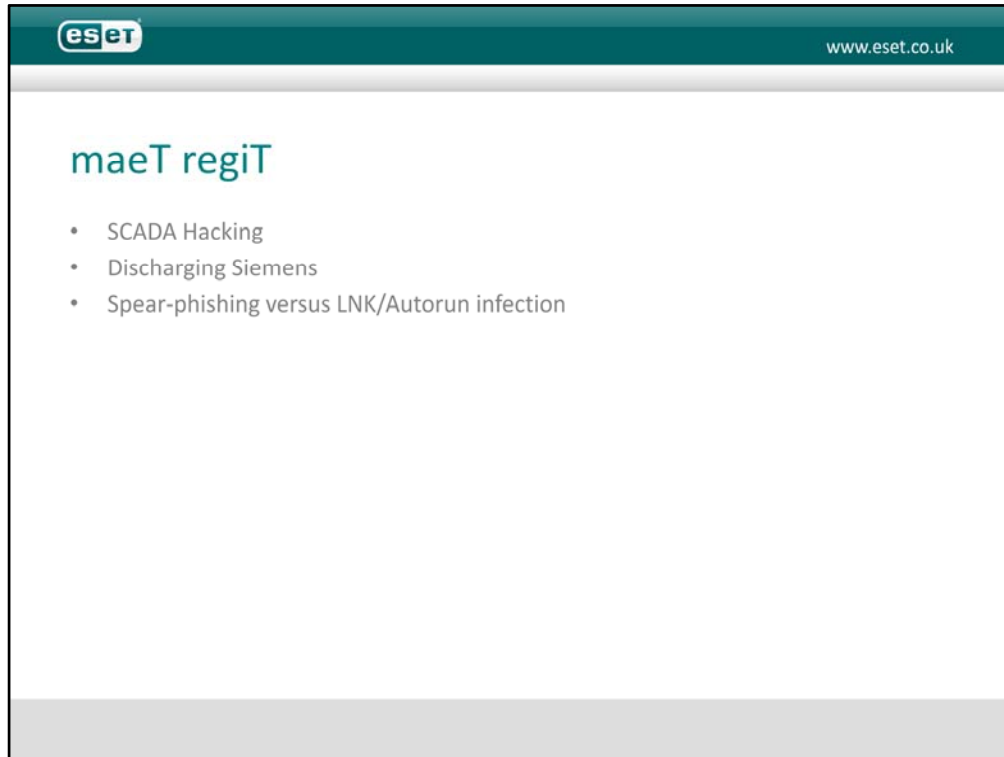 eseT
www.eset.co.uk
maeT regiT
• SCADA Hacking
• Discharging Siemens
• Spear-phishing versus LNK/Autorun infection